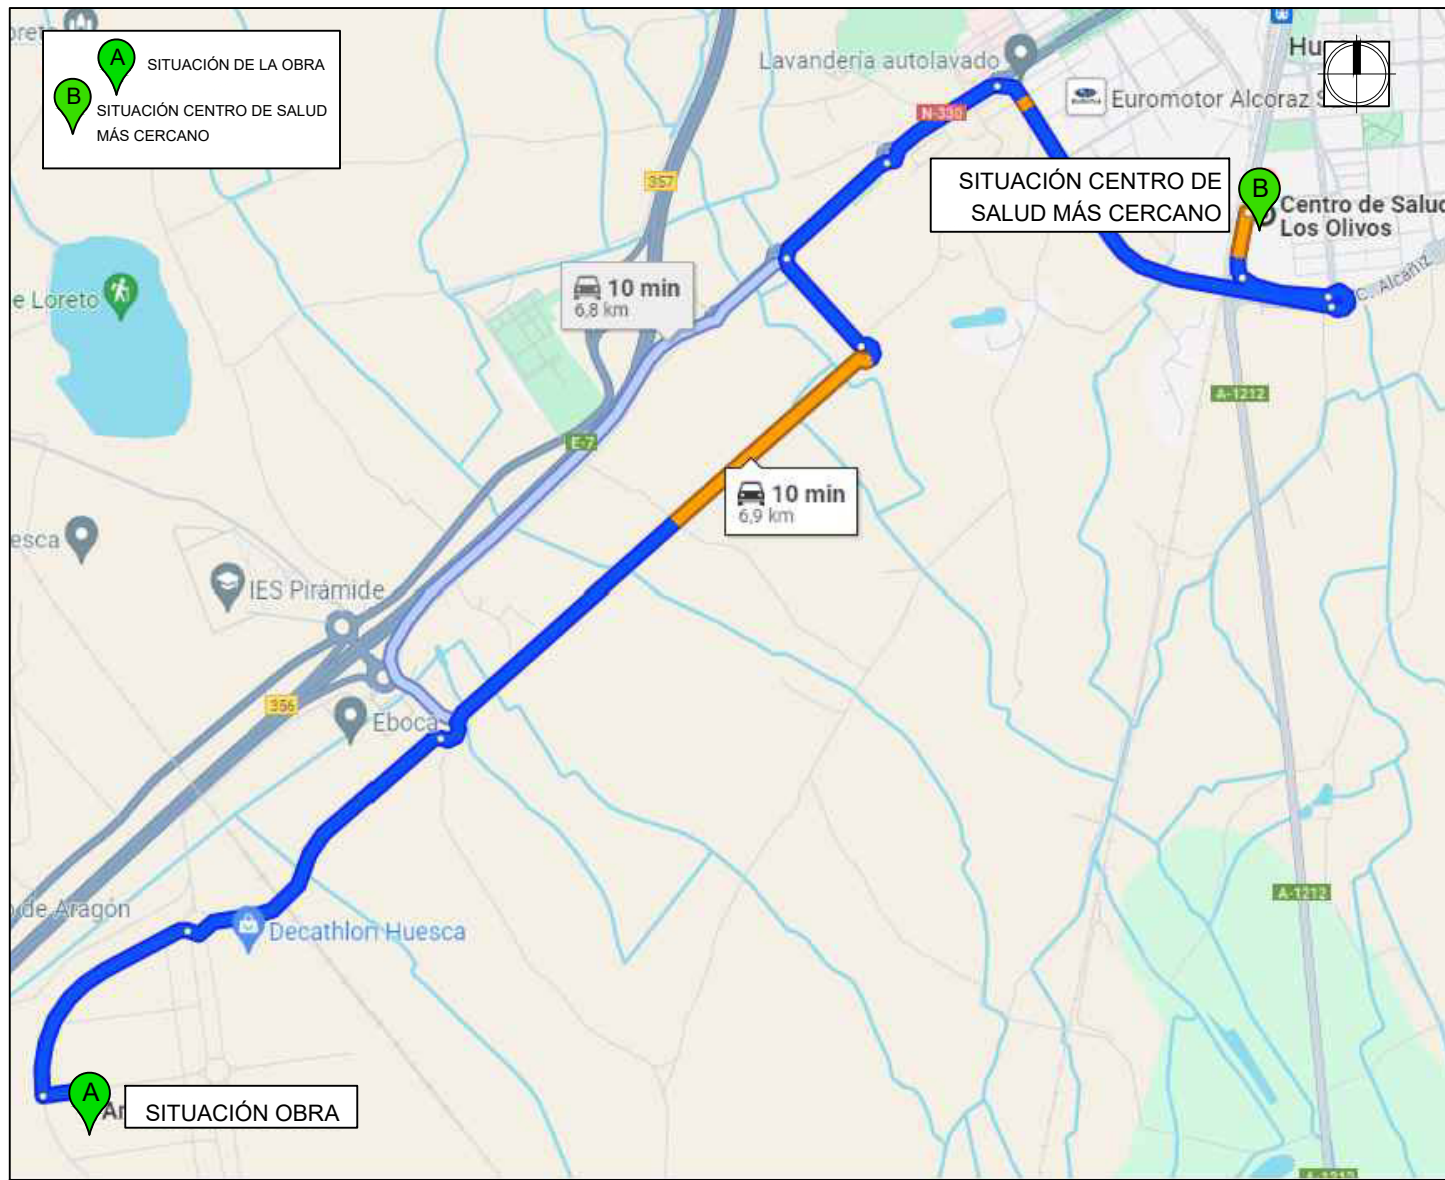 A SITUACIÓN DE LA OBRA
B SITUACIÓN CENTRO DE SALUD
MÁS CERCANO
Lavandería autolavado
Euromotor Alcoraz
N-330
357
SITUACIÓN CENTRO DE
SALUD MÁS CERCANO
B
Centro de Salud
Los Olivos
C. Alcañiz
e Loreto
10 min
6,8 km
A-1212
E-7
10 min
6,9 km
esca
IES Pirámide
356
Eboca
A-1212
de Aragón
Decathlon Huesca
A
SITUACIÓN OBRA
A-1212